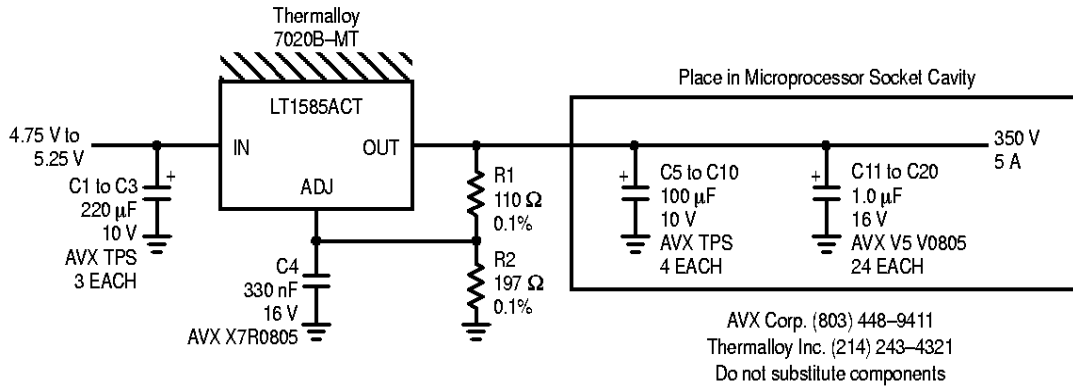 Thermalloy
7020B–MT
LT1585ACT
IN
OUT
ADJ
4.75 V to
5.25 V
C1 to C3
220 µF
10 V
AVX TPS
3 EACH
+
C4
330 nF
16 V
AVX X7R0805
R1
110 Ω
0.1%
R2
197 Ω
0.1%
Place in Microprocessor Socket Cavity
+
C5 to C10
100 µF
10 V
AVX TPS
4 EACH
+
C11 to C20
1.0 µF
16 V
AVX V5 V0805
24 EACH
350 V
5 A
AVX Corp. (803) 448–9411
Thermalloy Inc. (214) 243–4321
Do not substitute components